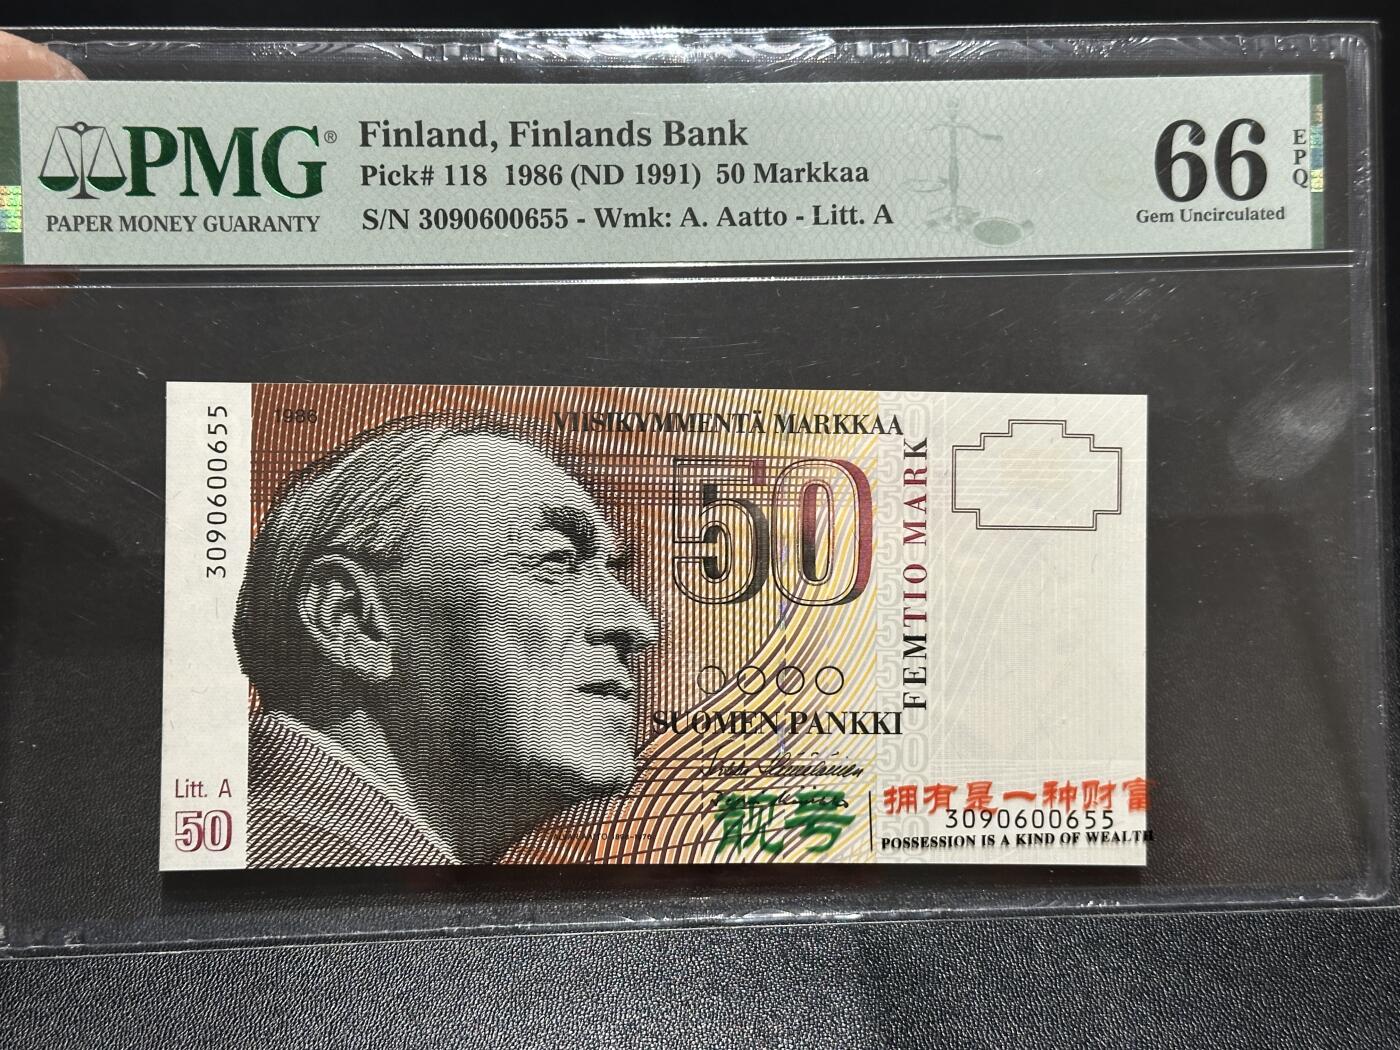 PMG®
PAPER MONEY GUARANTY
Finland, Finlands Bank
Pick# 118 1986 (ND 1991) 50 Markkaa
S/N 3090600655 - Wmk: A. Aatto - Litt. A
66
EPQ
Gem Uncirculated
3090600655
1986
VIISIKYMMENTÄ MARKKAA
50
FEMTIO MARK
SUOMEN PANKKI
Litt. A
50
靓号
拥有是一种财富
3090600655
POSSESSION IS A KIND OF WEALTH